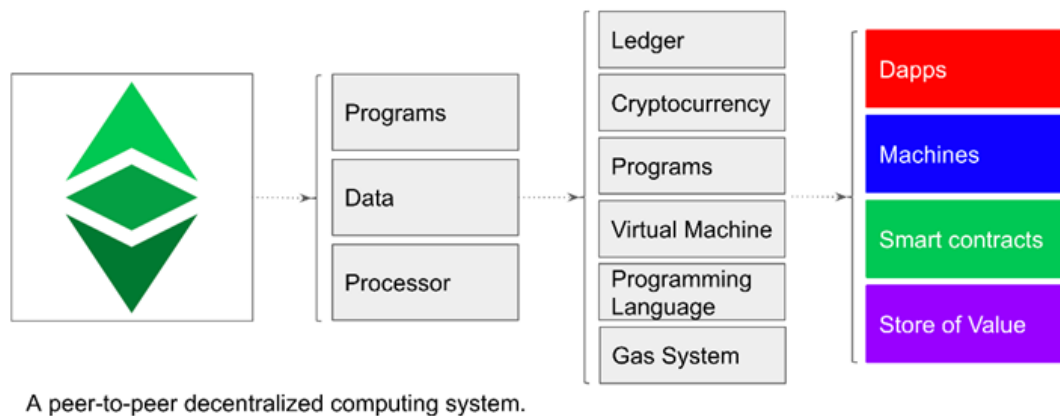 Programs
Data
Processor
Ledger
Cryptocurrency
Programs
Virtual Machine
Programming
Language
Gas System
Dapps
Machines
Smart contracts
Store of Value
A peer-to-peer decentralized computing system.